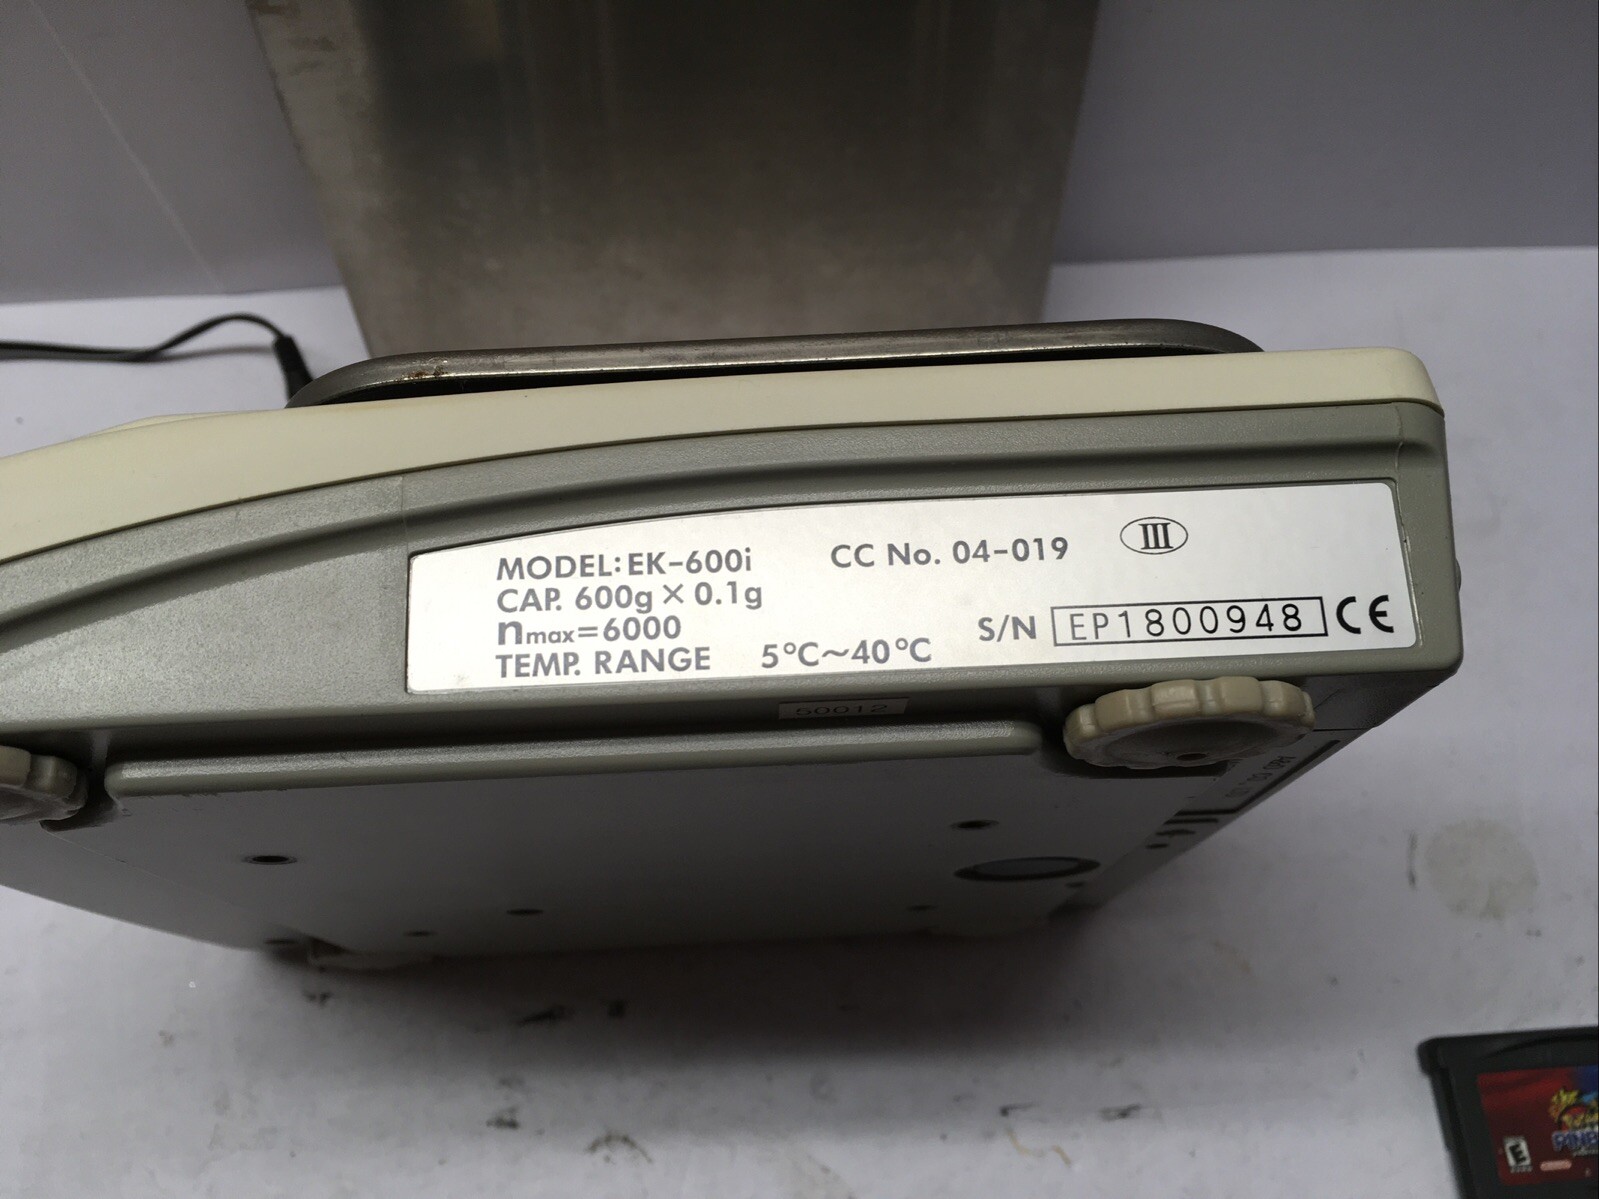 MODEL: EK-600i
CC No. 04-019
III
CAP. 600g × 0.1g
nmax=6000
S/N EP1800948 CE
TEMP. RANGE 5°C~40°C
50012
E